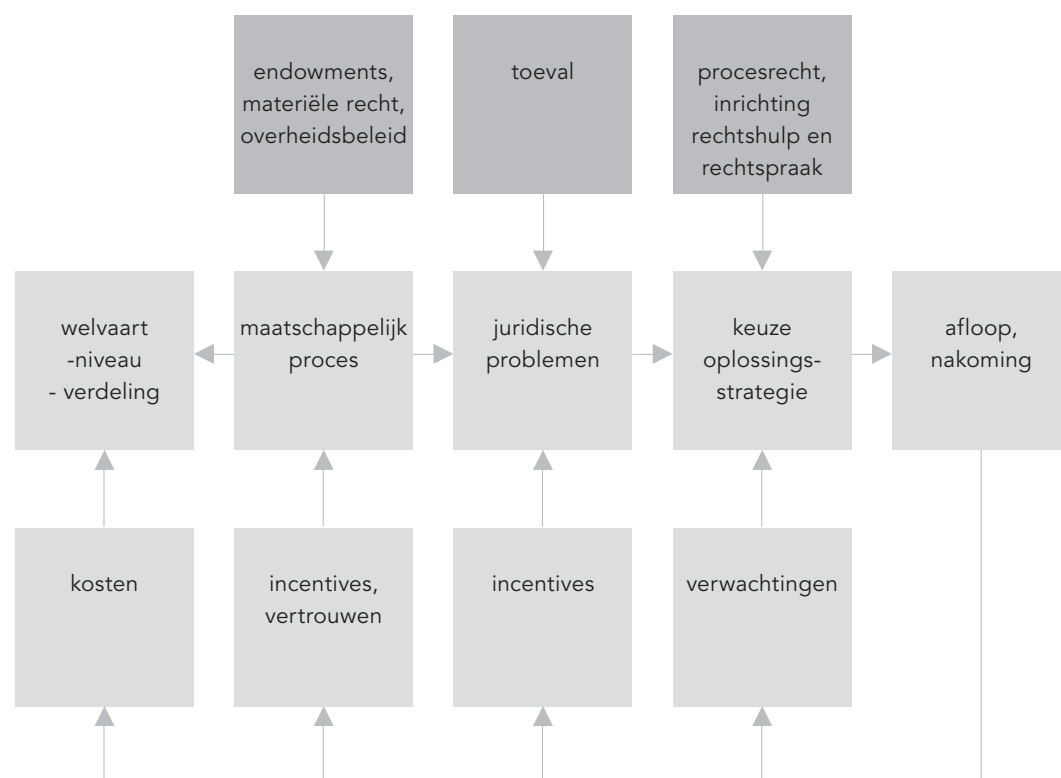 endowments,
materiële recht,
overheidsbeleid
toeval
procesrecht,
inrichting
rechtshulp en
rechtspraak
welvaart
-niveau
- verdeling
maatschappelijk
proces
juridische
problemen
keuze
oplossings-
strategie
afloop,
nakoming
kosten
incentives,
vertrouwen
incentives
verwachtingen